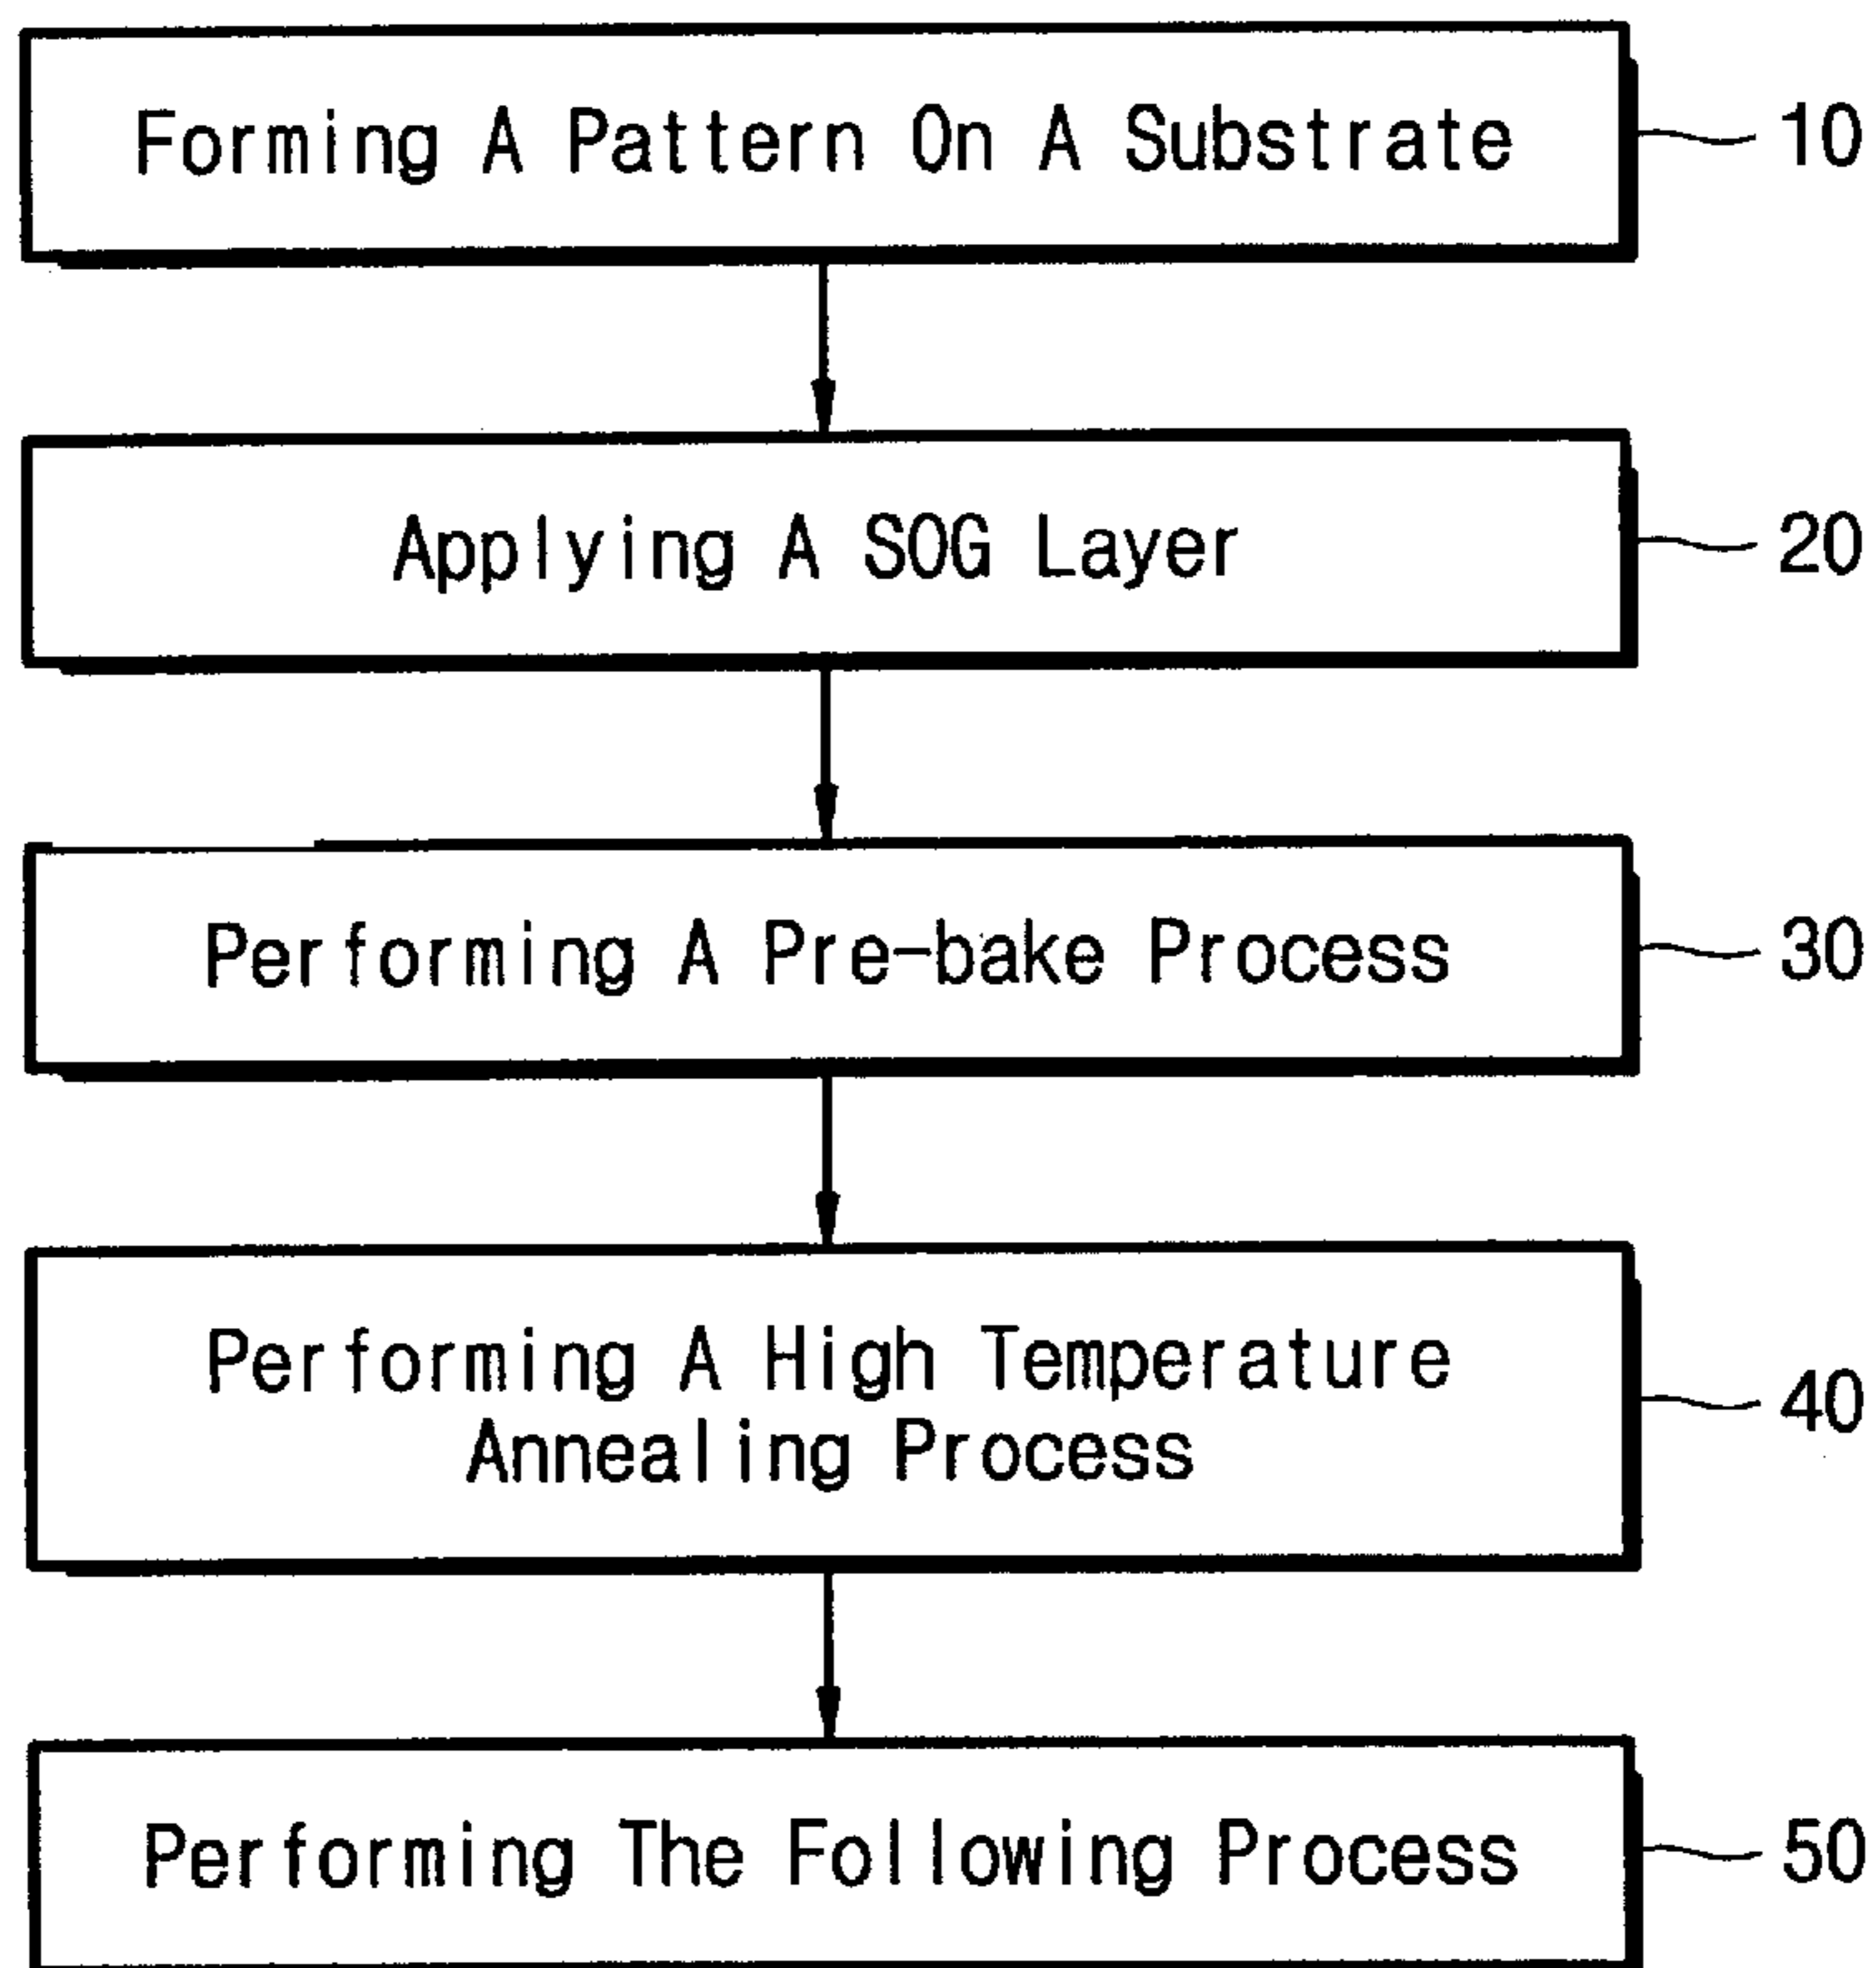 Forming A Pattern On A Substrate
10
Applying A SOG Layer
20
Performing A Pre-bake Process
30
Performing A High Temperature
Annealing Process
40
Performing The Following Process
50